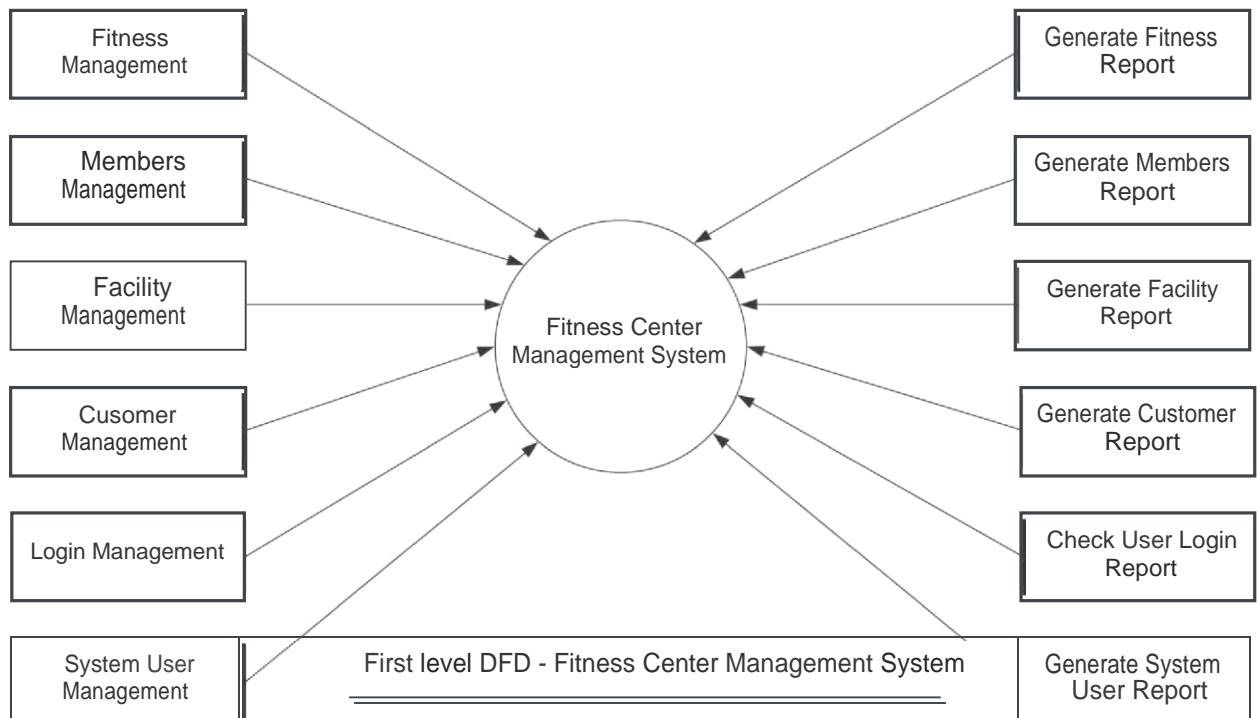 Fitness
Management
Generate Fitness
Report
Members
Management
Generate Members
Report
Facility
Management
Generate Facility
Report
Fitness Center
Management System
Cusomer
Management
Generate Customer
Report
Login Management
Check User Login
Report
System User
Management
First level DFD - Fitness Center Management System
Generate System
User Report